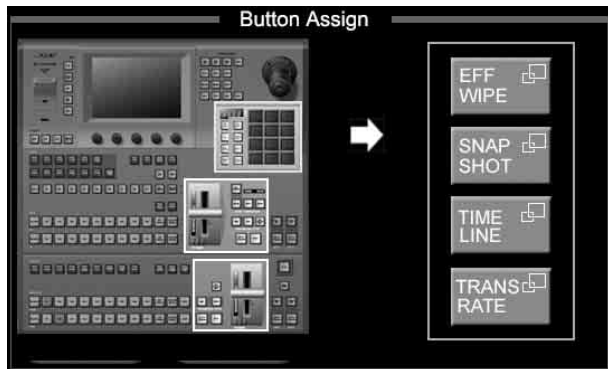 Button Assign
EFF
WIPE
SNAP
SHOT
TIME
LINE
TRANS
RATE